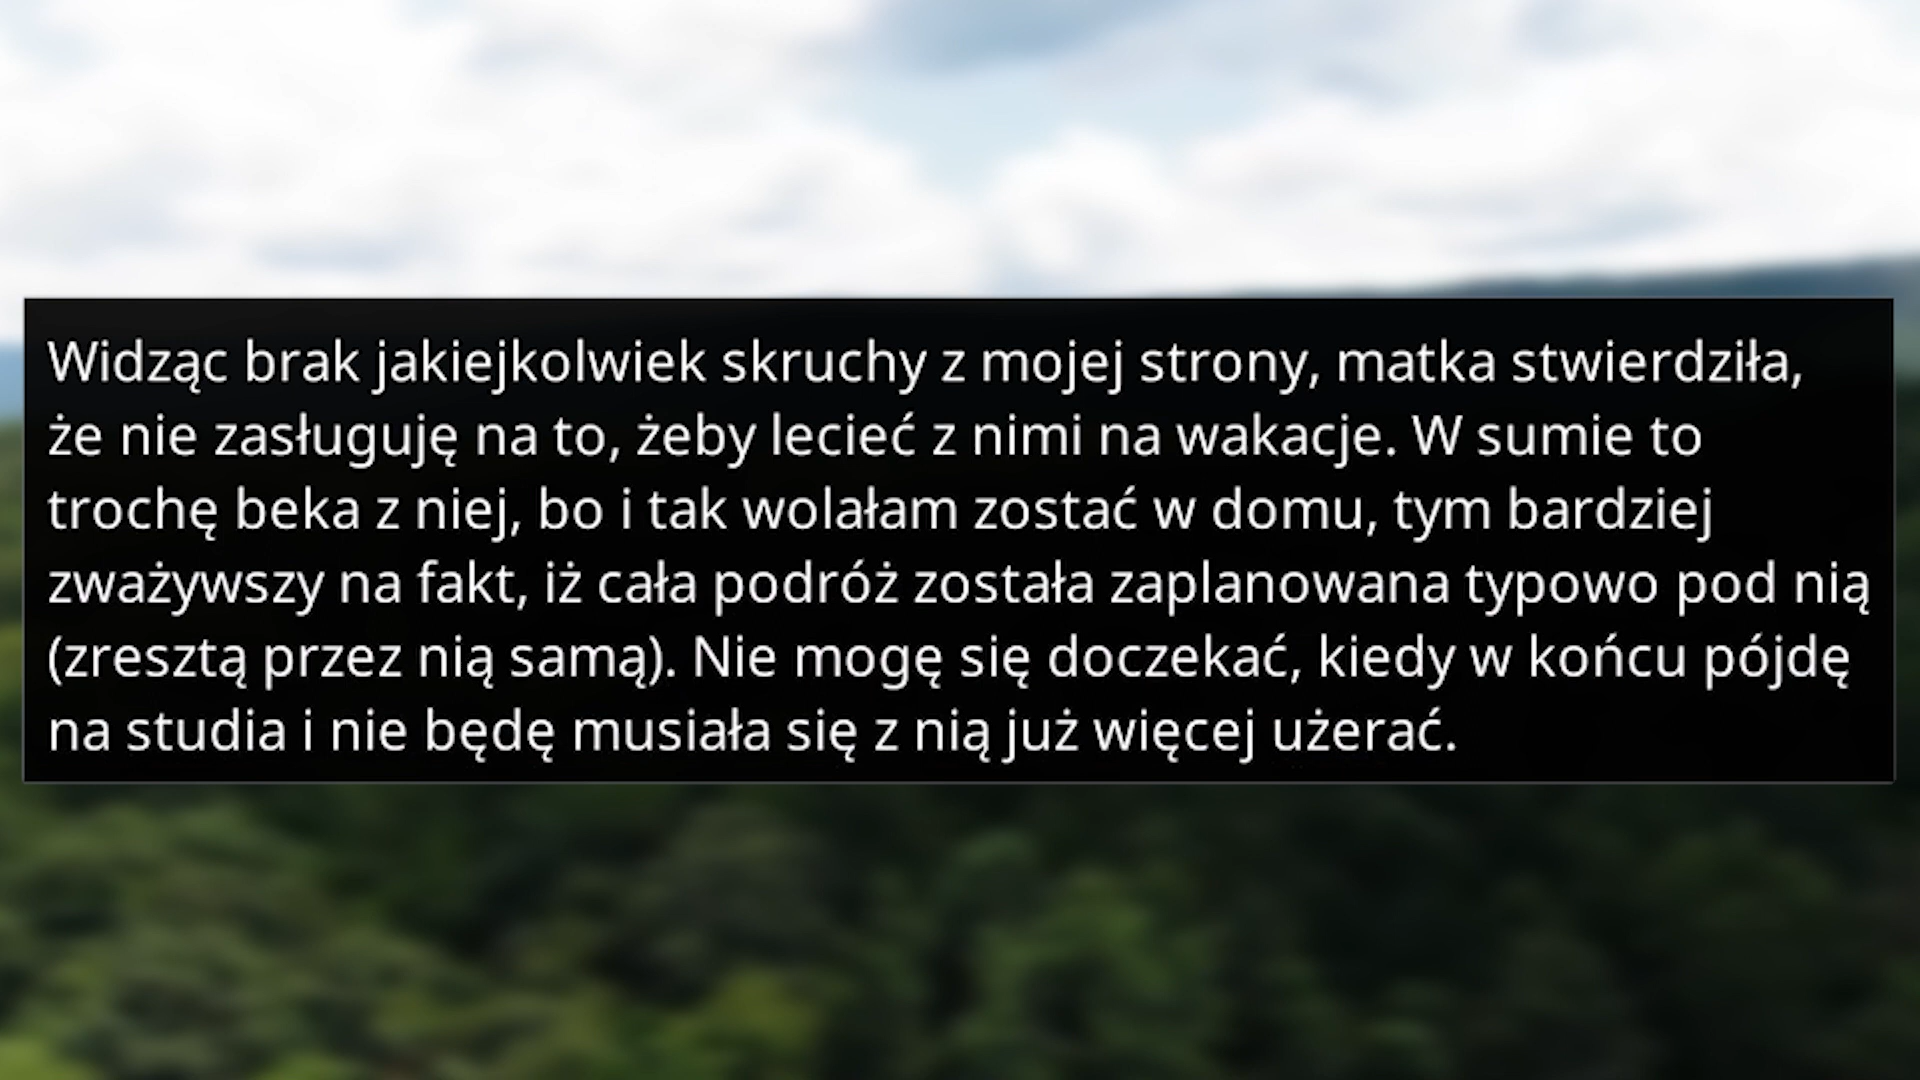 Widząc brak jakiejkolwiek skruchy z mojej strony, matka stwierdziła,
że nie zasługuję na to, żeby lecieć z nimi na wakacje. W sumie to
trochę beka z niej, bo i tak wolałam zostać w domu, tym bardziej
zważywszy na fakt, iż cała podróż została zaplanowana typowo pod nią
(zresztą przez nią samą). Nie mogę się doczekać, kiedy w końcu pójdę
na studia i nie będę musiała się z nią już więcej użerać.